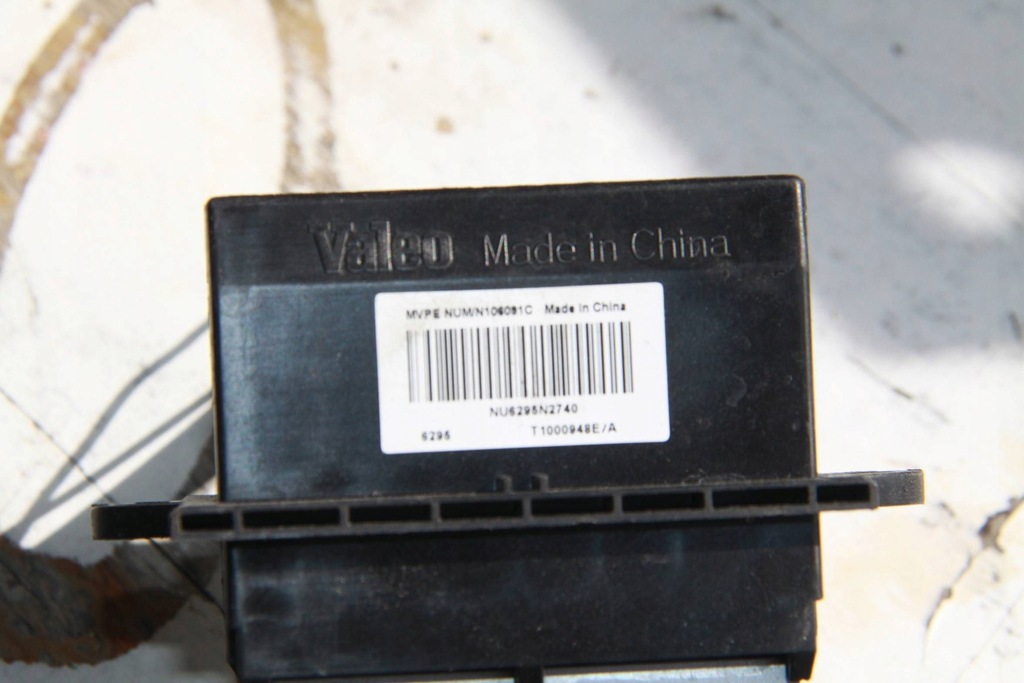 Valeo Made in China
MVPE NUM/N106091C Made in China
NU6295N2740
6295 T1000948E/A